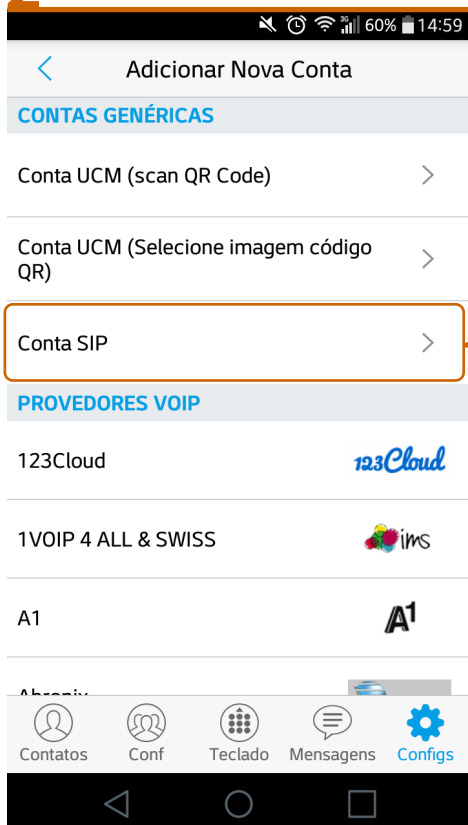 3G 60% 14:59
Adicionar Nova Conta
CONTAS GENÉRICAS
Conta UCM (scan QR Code)
Conta UCM (Selecione imagem código
QR)
Conta SIP
PROVEDORES VOIP
123Cloud 123Cloud
1VOIP 4 ALL & SWISS ims
A1 A1
Contatos Conf Teclado Mensagens Configs